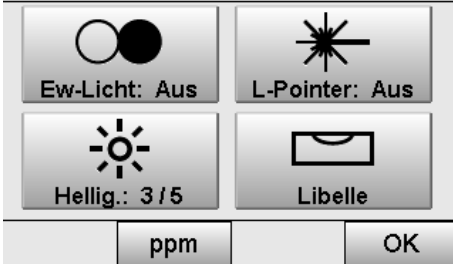 Ew-Licht: Aus
L-Pointer: Aus
Hellig.: 3/5
Libelle
ppm
OK